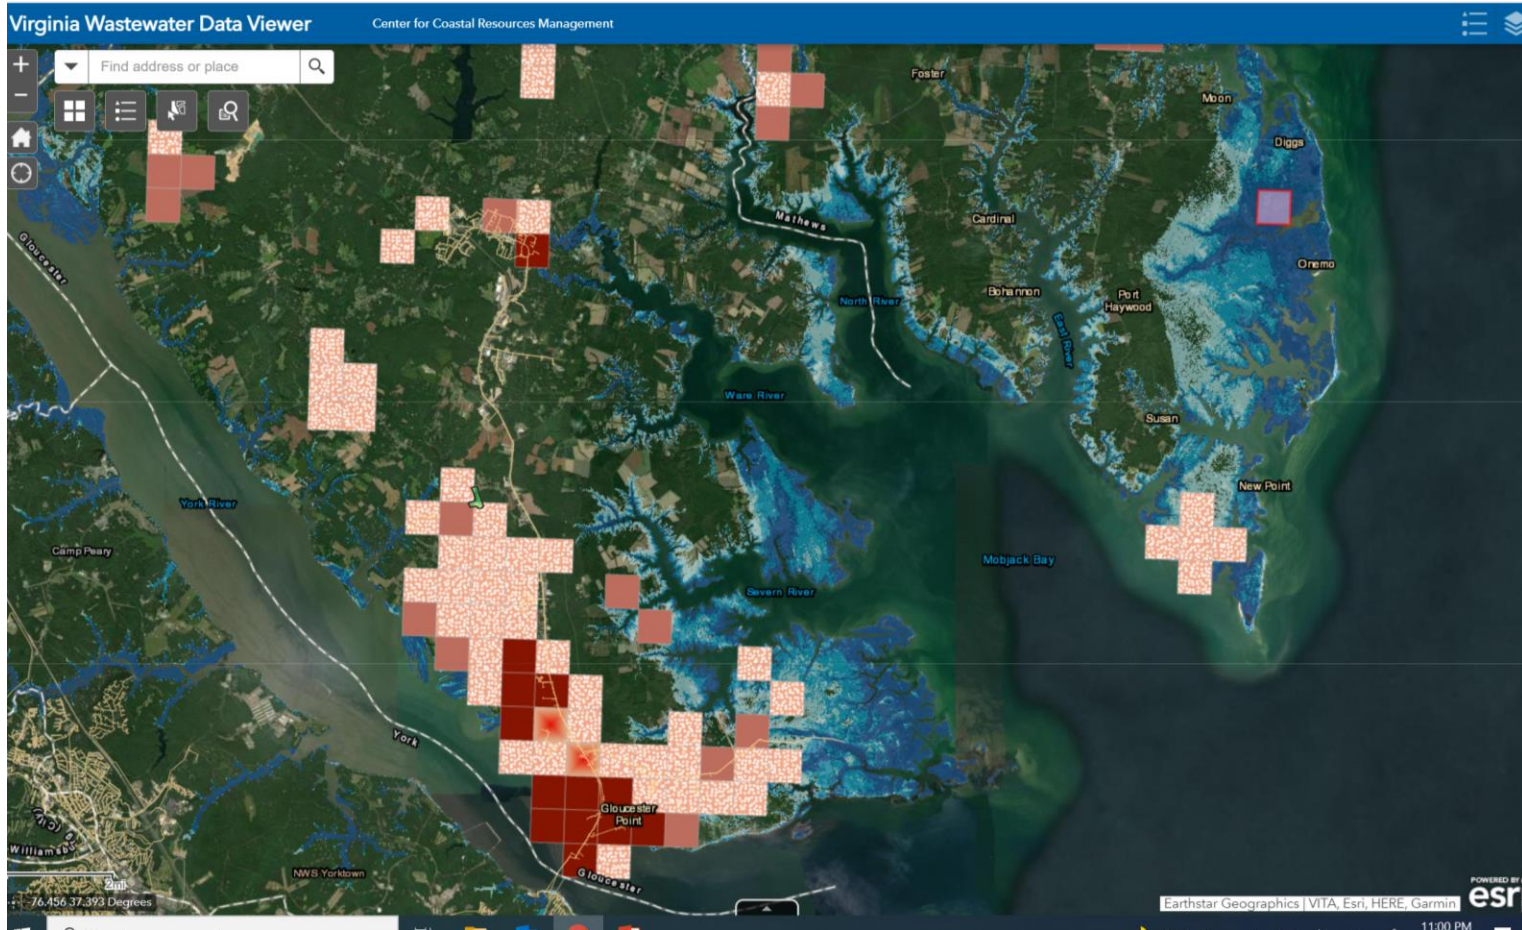 Virginia Wastewater Data Viewer
Center for Coastal Resources Management
Find address or place
Foster
Moon
Diggs
Mathews
Cardinal
Gloucester
Onemo
Bohannon
Port
Haywood
North River
East River
Ware River
Susan
York River
New Point
Camp Peary
Mobjack Bay
Severn River
York
Gloucester
Point
Williamsbu
NWS Yorktown
Gloucester
2mi
-76.456 37.393 Degrees
POWERED BY
esri
Earthstar Geographics | VITA, Esri, HERE, Garmin
11:00 PM